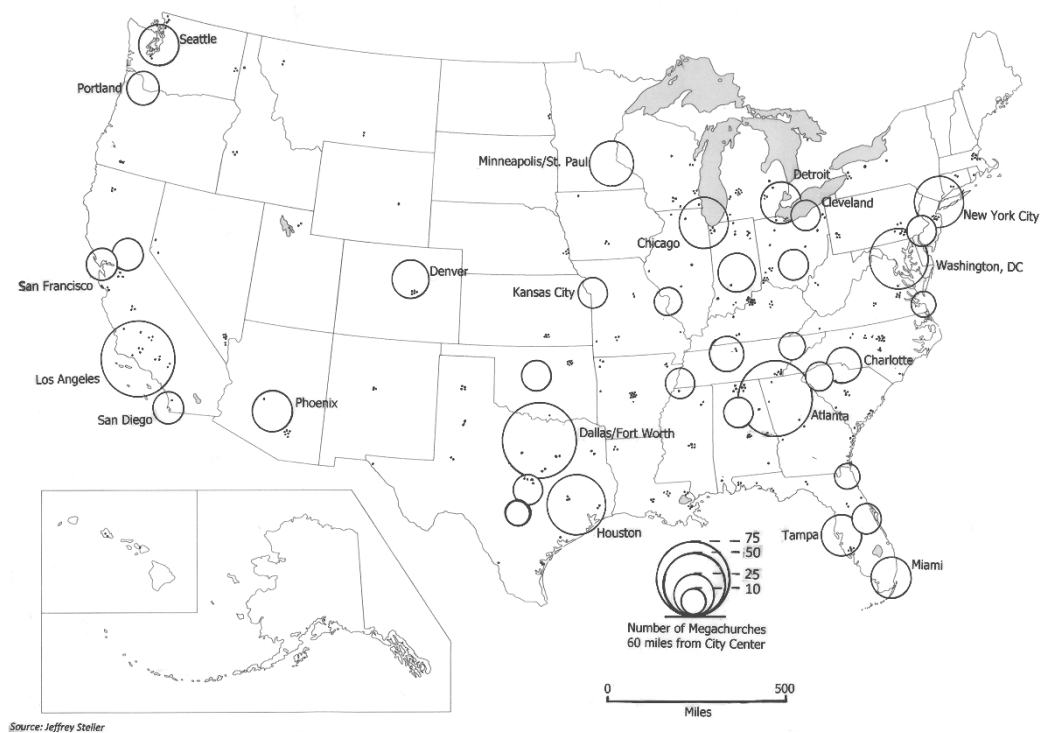 Seattle
Portland
Minneapolis/St. Paul
Detroit
Cleveland
New York City
Chicago
Washington, DC
San Francisco
Denver
Kansas City
Los Angeles
Charlotte
San Diego
Phoenix
Atlanta
Dallas/Fort Worth
Houston
Tampa
Miami
75
50
25
10
Number of Megachurches
60 miles from City Center
0 500
Miles
Source: Jeffrey Steller